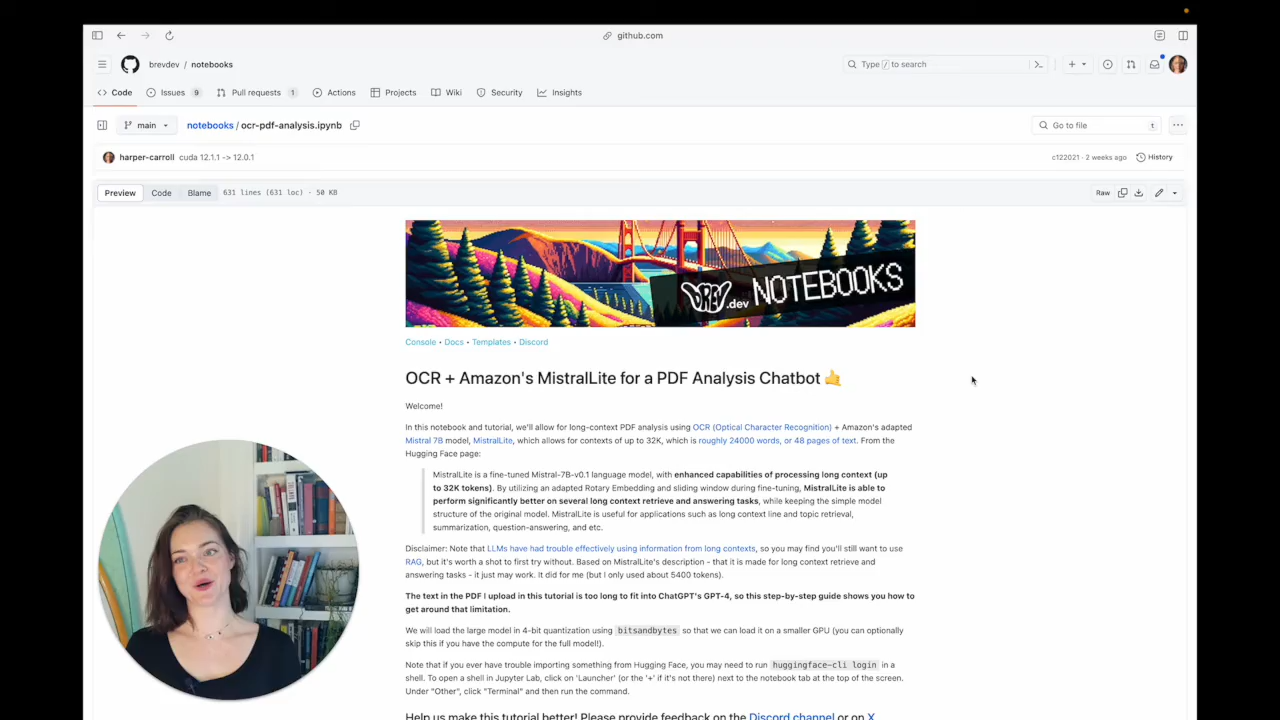 github.com
brevdev / notebooks
Type / to search
Code
Issues 9
Pull requests 1
Actions
Projects
Wiki
Security
Insights
main
notebooks / ocr-pdf-analysis.ipynb
Go to file
t
harper-carroll cuda 12.1.1 -> 12.0.1
c122021 · 2 weeks ago
History
Preview
Code
Blame
631 lines (631 loc) · 50 KB
Raw
BREV.dev NOTEBOOKS
Console • Docs • Templates • Discord
OCR + Amazon's MistralLite for a PDF Analysis Chatbot 🤙
Welcome!
In this notebook and tutorial, we'll allow for long-context PDF analysis using OCR (Optical Character Recognition) + Amazon's adapted
Mistral 7B model, MistralLite, which allows for contexts of up to 32K, which is roughly 24000 words, or 48 pages of text. From the
Hugging Face page:
MistralLite is a fine-tuned Mistral-7B-v0.1 language model, with enhanced capabilities of processing long context (up
to 32K tokens). By utilizing an adapted Rotary Embedding and sliding window during fine-tuning, MistralLite is able to
perform significantly better on several long context retrieve and answering tasks, while keeping the simple model
structure of the original model. MistralLite is useful for applications such as long context line and topic retrieval,
summarization, question-answering, and etc.
Disclaimer: Note that LLMs have had trouble effectively using information from long contexts, so you may find you'll still want to use
RAG, but it's worth a shot to first try without. Based on MistralLite's description - that it is made for long context retrieve and
answering tasks - it just may work. It did for me (but I only used about 5400 tokens).
The text in the PDF I upload in this tutorial is too long to fit into ChatGPT's GPT-4, so this step-by-step guide shows you how to
get around that limitation.
We will load the large model in 4-bit quantization using bitsandbytes so that we can load it on a smaller GPU (you can optionally
skip this if you have the compute for the full model!).
Note that if you ever have trouble importing something from Hugging Face, you may need to run huggingface-cli login in a
shell. To open a shell in Jupyter Lab, click on 'Launcher' (or the '+' if it's not there) next to the notebook tab at the top of the screen.
Under "Other", click "Terminal" and then run the command.
Help us make this tutorial better! Please provide feedback on the Discord channel or on X.